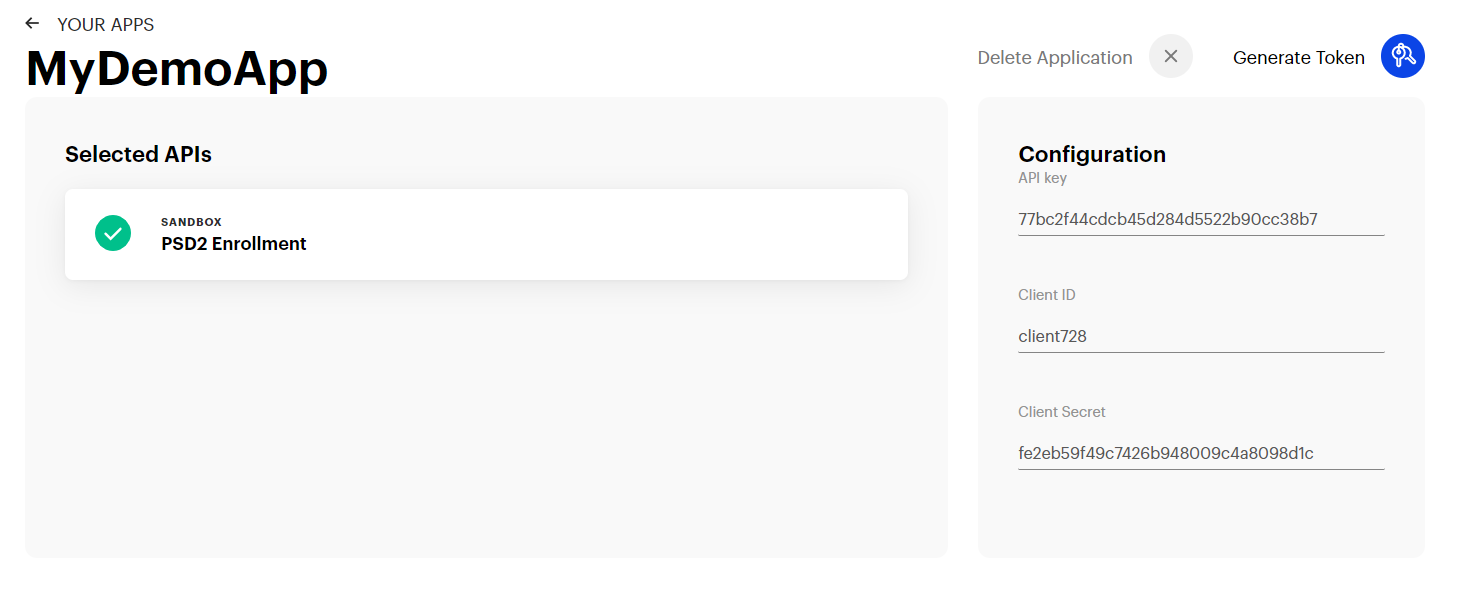 YOUR APPS
MyDemoApp
Delete Application
Generate Token
Selected APIs
SANDBOX
PSD2 Enrollment
Configuration
API key
77bc2f44cdcb45d284d5522b90cc38b7
Client ID
client728
Client Secret
fe2eb59f49c7426b948009c4a8098d1c